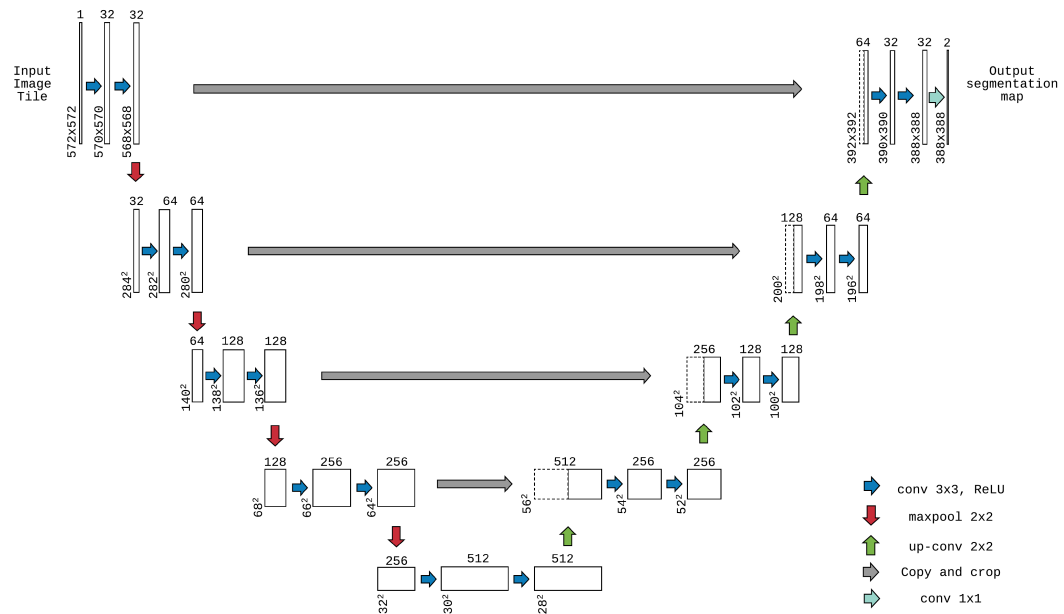 1 32 32
Input
Image
Tile
572x572
570x570
568x568
64 32 32 2
Output
segmentation
map
392x392
390x390
388x388
388x388
32 64 64
284²
282²
280²
128 64 64
200²
198²
196²
64 128 128
140²
138²
136²
256 128 128
104²
102²
100²
128 256 256
68²
66²
64²
512 256 256
56²
54²
52²
256 512 512
32²
30²
28²
conv 3x3, ReLU
maxpool 2x2
up-conv 2x2
Copy and crop
conv 1x1